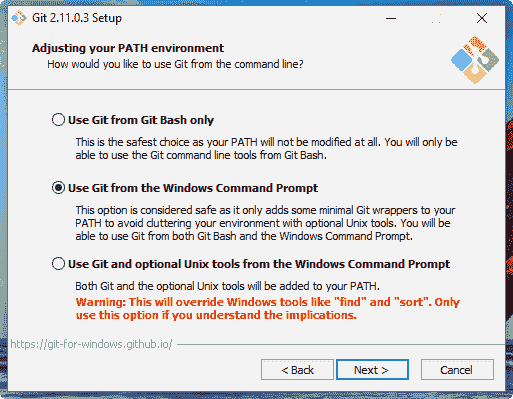 Git 2.11.0.3 Setup
Adjusting your PATH environment
How would you like to use Git from the command line?
Use Git from Git Bash only
This is the safest choice as your PATH will not be modified at all. You will only be
able to use the Git command line tools from Git Bash.
Use Git from the Windows Command Prompt
This option is considered safe as it only adds some minimal Git wrappers to your
PATH to avoid cluttering your environment with optional Unix tools. You will be
able to use Git from both Git Bash and the Windows Command Prompt.
Use Git and optional Unix tools from the Windows Command Prompt
Both Git and the optional Unix tools will be added to your PATH.
Warning: This will override Windows tools like "find" and "sort". Only
use this option if you understand the implications.
https://git-for-windows.github.io/
< Back Next > Cancel